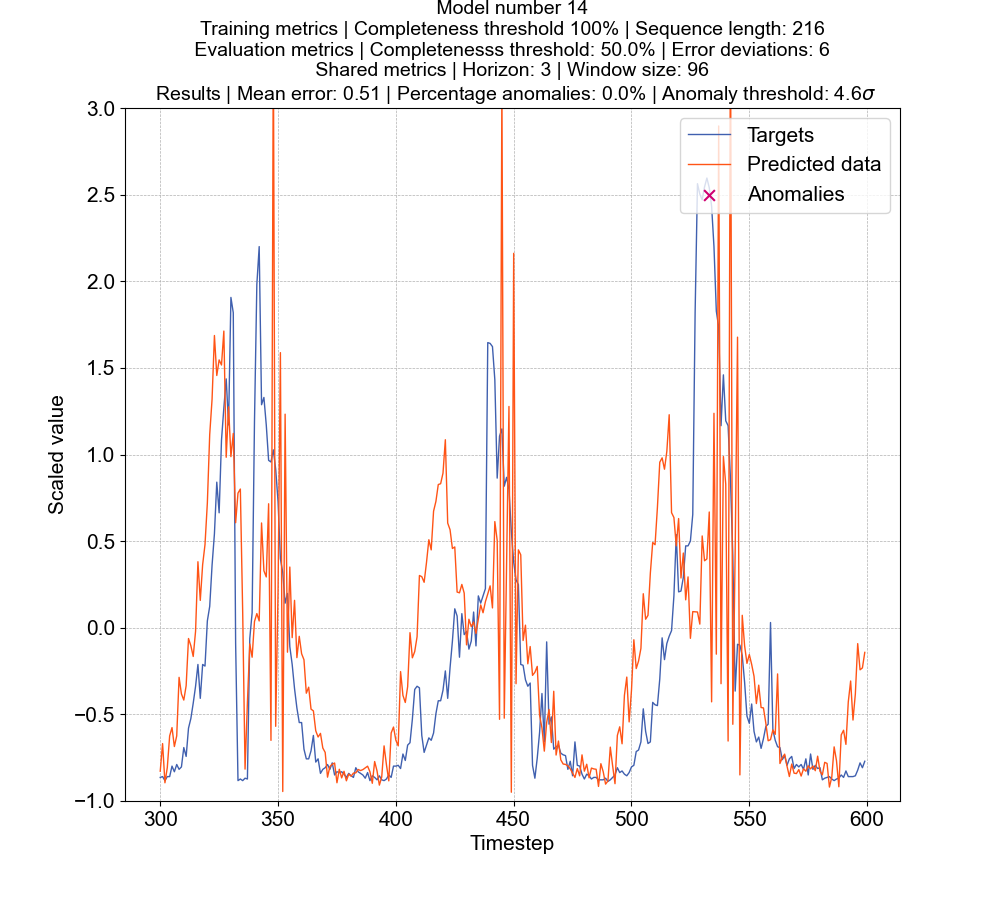 Model number 14
Training metrics | Completeness threshold 100% | Sequence length: 216
Evaluation metrics | Completenesss threshold: 50.0% | Error deviations: 6
Shared metrics | Horizon: 3 | Window size: 96
Results | Mean error: 0.51 | Percentage anomalies: 0.0% | Anomaly threshold: 4.6σ
Targets
Predicted data
Anomalies
3.0
2.5
2.0
1.5
1.0
0.5
0.0
−0.5
−1.0
Scaled value
300
350
400
450
500
550
600
Timestep